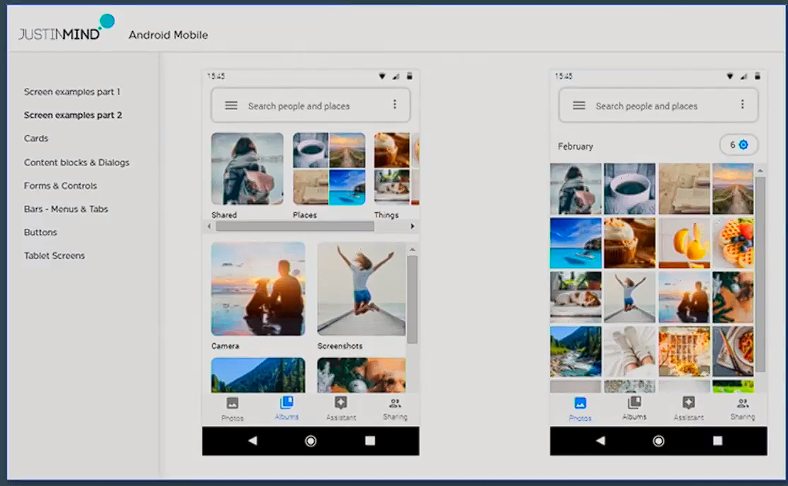 JUSTINMIND
Android Mobile
Screen examples part 1
Screen examples part 2
Cards
Content blocks & Dialogs
Forms & Controls
Bars - Menus & Tabs
Buttons
Tablet Screens
15:45
Search people and places
Shared
Places
Things
Camera
Screenshots
Photos
Albums
Assistant
Sharing
15:45
Search people and places
February
6
Photos
Albums
Assistant
Sharing